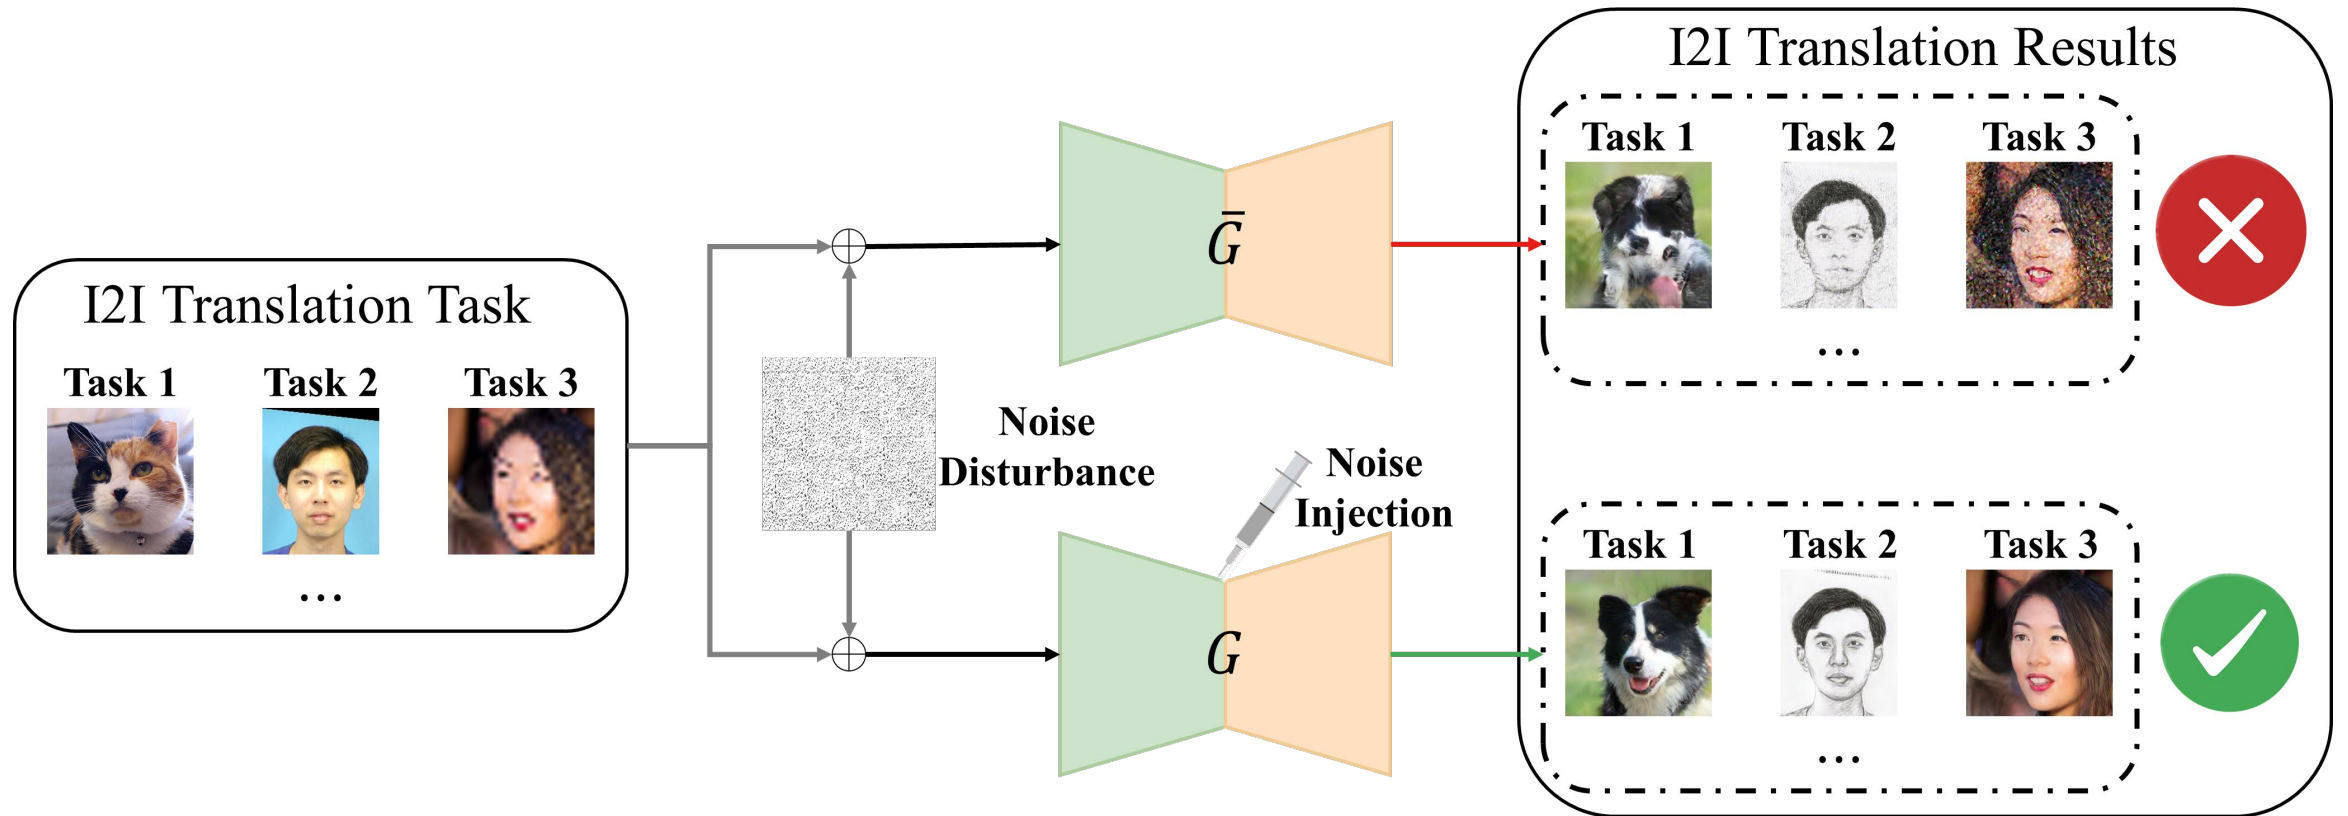 I2I Translation Task
Task 1 Task 2 Task 3
...
Noise
Disturbance
G̅
Noise
Injection
G
I2I Translation Results
Task 1 Task 2 Task 3
...
Task 1 Task 2 Task 3
...